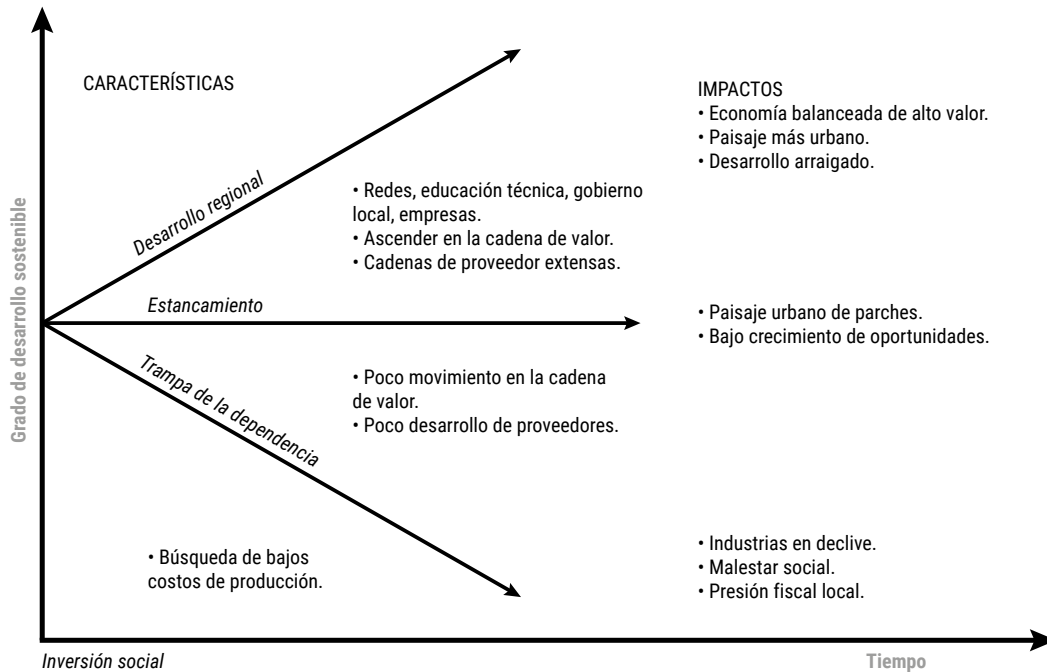 CARACTERÍSTICAS
IMPACTOS
• Economía balanceada de alto valor.
• Paisaje más urbano.
• Desarrollo arraigado.
Desarrollo regional
• Redes, educación técnica, gobierno
local, empresas.
• Ascender en la cadena de valor.
• Cadenas de proveedor extensas.
Grado de desarrollo sostenible
Estancamiento
• Paisaje urbano de parches.
• Bajo crecimiento de oportunidades.
Trampa de la dependencia
• Poco movimiento en la cadena
de valor.
• Poco desarrollo de proveedores.
• Búsqueda de bajos
costos de producción.
• Industrias en declive.
• Malestar social.
• Presión fiscal local.
Inversión social
Tiempo